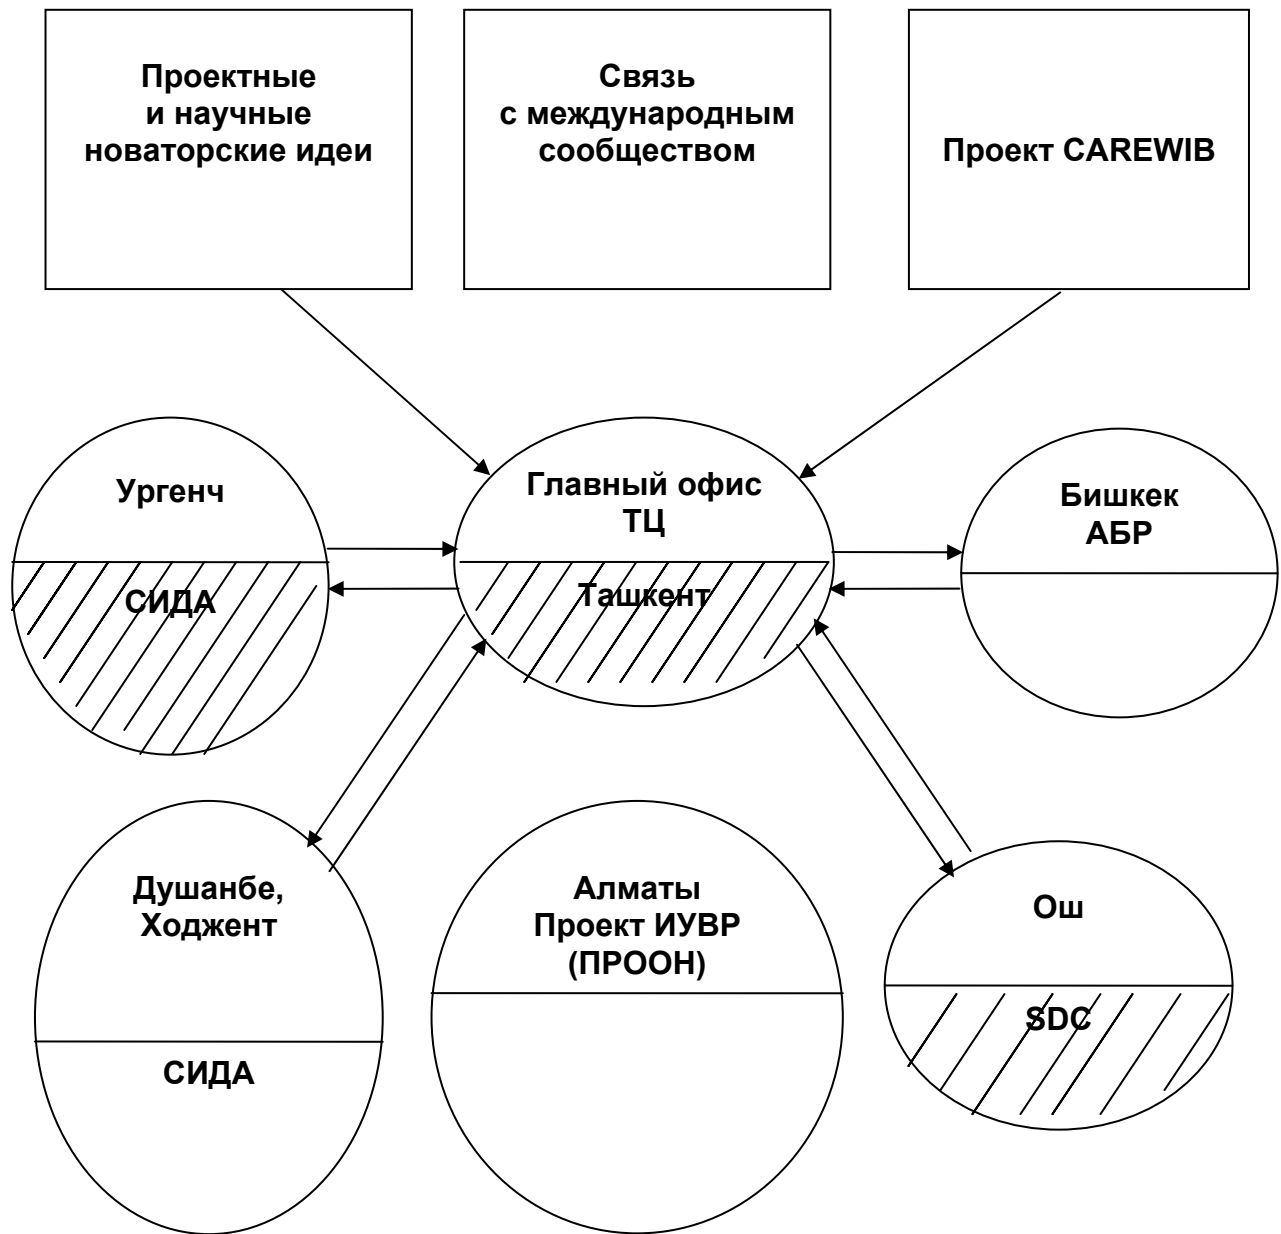 Проектные
и научные
новаторские идеи
Связь
с международным
сообществом
Проект CAREWIB
Ургенч
СИДА
Главный офис
ТЦ
Ташкент
Бишкек
АБР
Душанбе,
Ходжент
СИДА
Алматы
Проект ИУВР
(ПРООН)
Ош
SDC